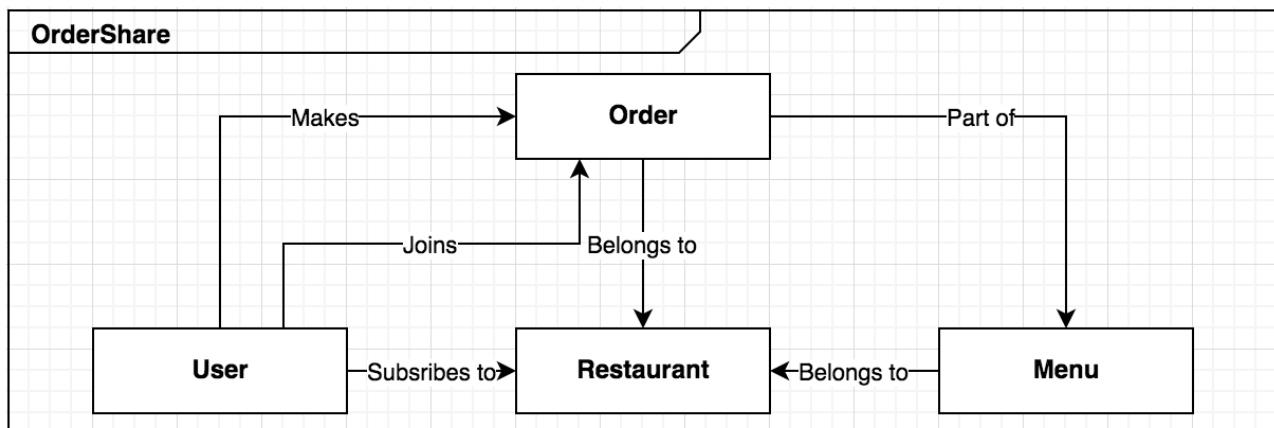 OrderShare
Order
Makes
Part of
Joins
Belongs to
User
Subsribes to
Restaurant
Belongs to
Menu